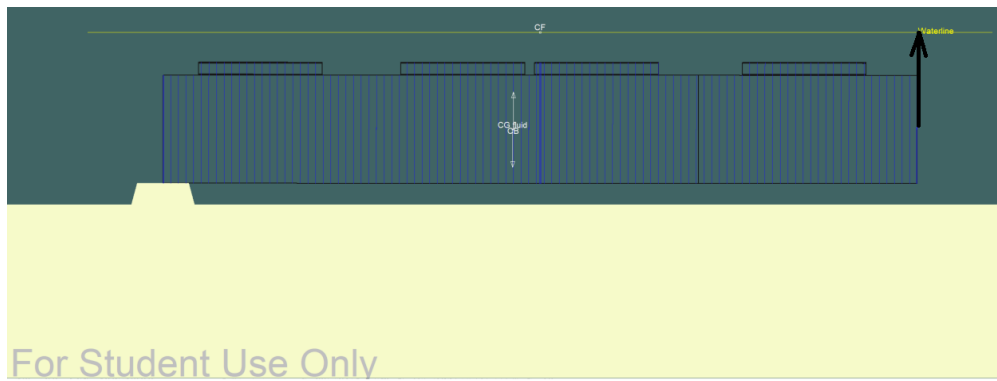 CF
Waterline
CG fluid
CB
For Student Use Only